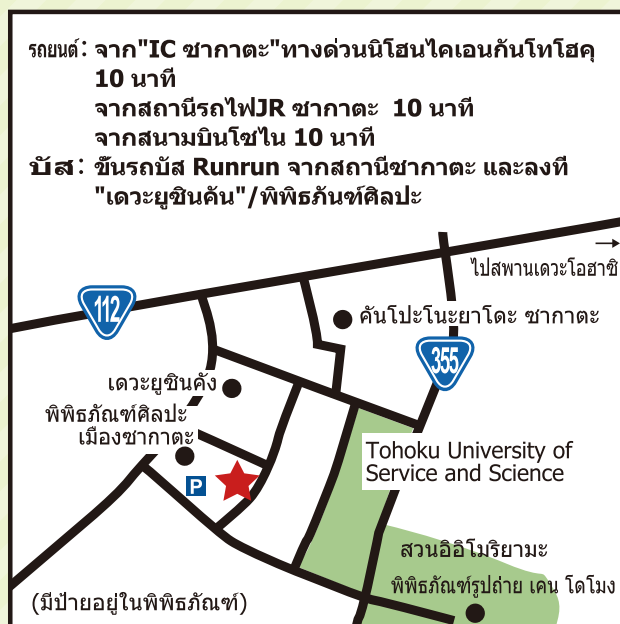 รถยนต์: จาก"IC ซากาตะ"ทางด่วนนิโฮนไคเอนกันโทโฮคุ
10 นาที
จากสถานีรถไฟJR ซากาตะ 10 นาที
จากสนามบินโซไน 10 นาที
บัส: ขึ้นรถบัส Runrun จากสถานีซากาตะ และลงที่
"เดวะยูซินคัน"/พิพิธภันฑ์ศิลปะ
→
ไปสพานเดวะโอฮาชิ
112
คันโปะโนะยาโดะ ซากาตะ
355
เดวะยูซินคัง
พิพิธภัณฑ์ศิลปะ
เมืองซากาตะ
P
Tohoku University of
Service and Science
สวนอิอิโมริยามะ
พิพิธภัณฑ์รูปถ่าย เคน โดโมง
(มีป้ายอยู่ในพิพิธภัณฑ์)